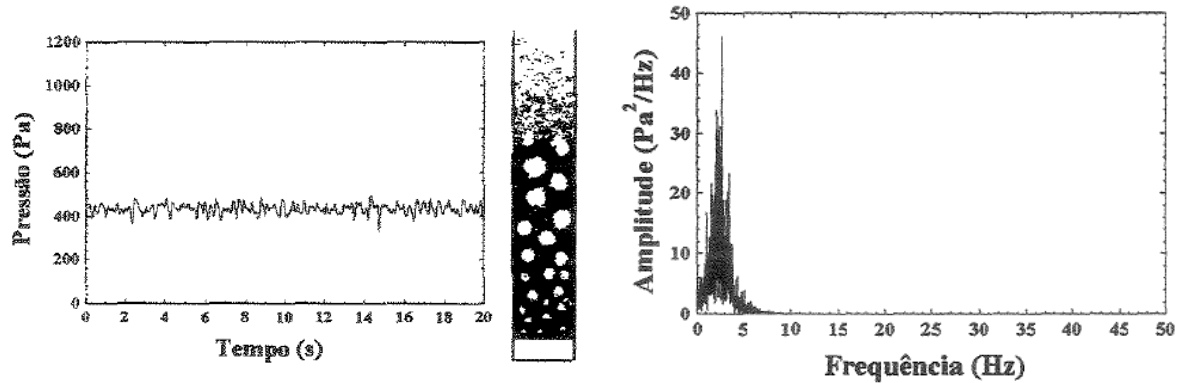 Pressão (Pa)
1200
1000
800
600
400
200
0
0 2 4 6 8 10 12 14 16 18 20
Tempo (s)
Amplitude (Pa²/Hz)
50
40
30
20
10
0
0 5 10 15 20 25 30 35 40 45 50
Frequência (Hz)